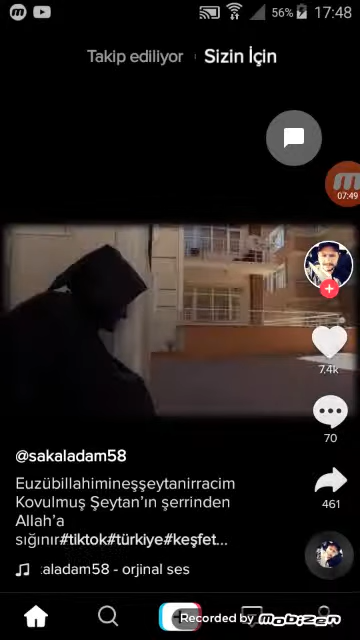 56% 17:48
Takip ediliyor Sizin İçin
07:49
7.4k
70
@sakaladam58
Euzübillahimineşşeytanirracim
Kovulmuş Şeytan'ın şerrinden
Allah'a
sığınır#tiktok#türkiye#keşfet...
461
:aladam58 - orjinal ses
Recorded by MOBIZEN